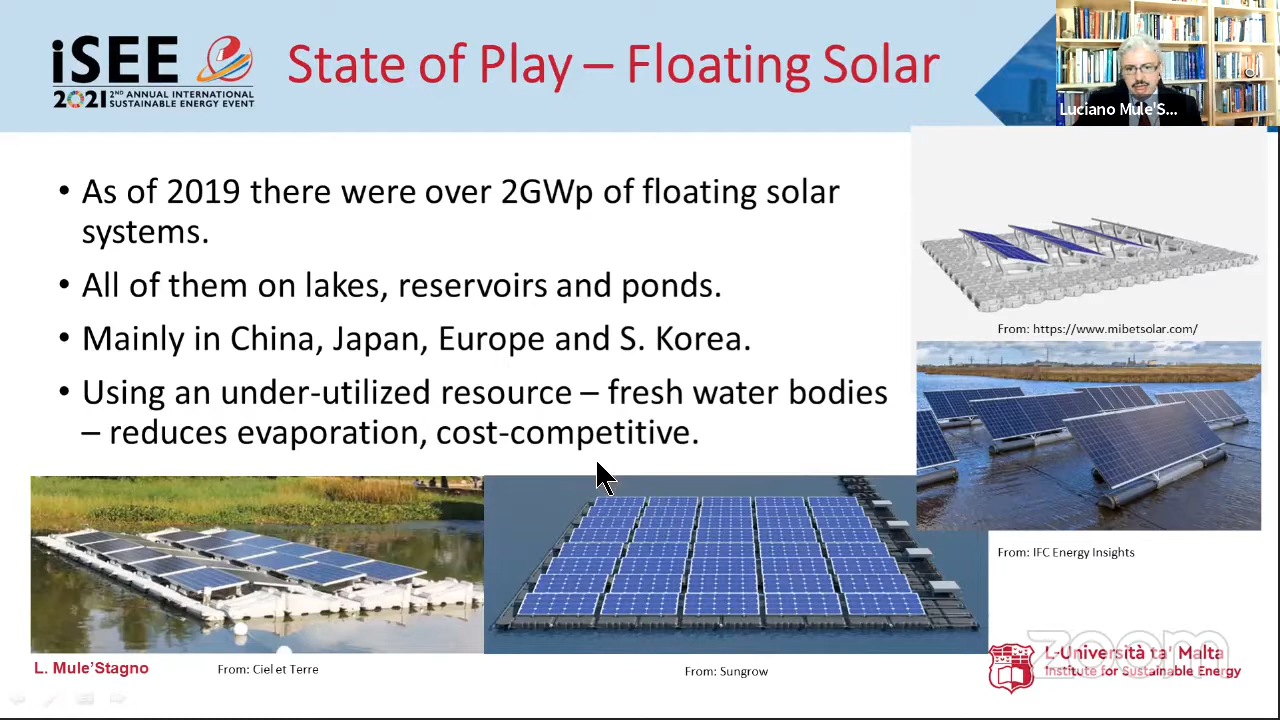 iSEE
2021 2ND ANNUAL INTERNATIONAL
SUSTAINABLE ENERGY EVENT
State of Play – Floating Solar
Luciano Mule'S...
• As of 2019 there were over 2GWp of floating solar
systems.
• All of them on lakes, reservoirs and ponds.
• Mainly in China, Japan, Europe and S. Korea.
• Using an under-utilized resource – fresh water bodies
– reduces evaporation, cost-competitive.
From: https://www.mibetsolar.com/
From: IFC Energy Insights
L. Mule'Stagno
From: Ciel et Terre
From: Sungrow
zoom
L-Università ta' Malta
Institute for Sustainable Energy